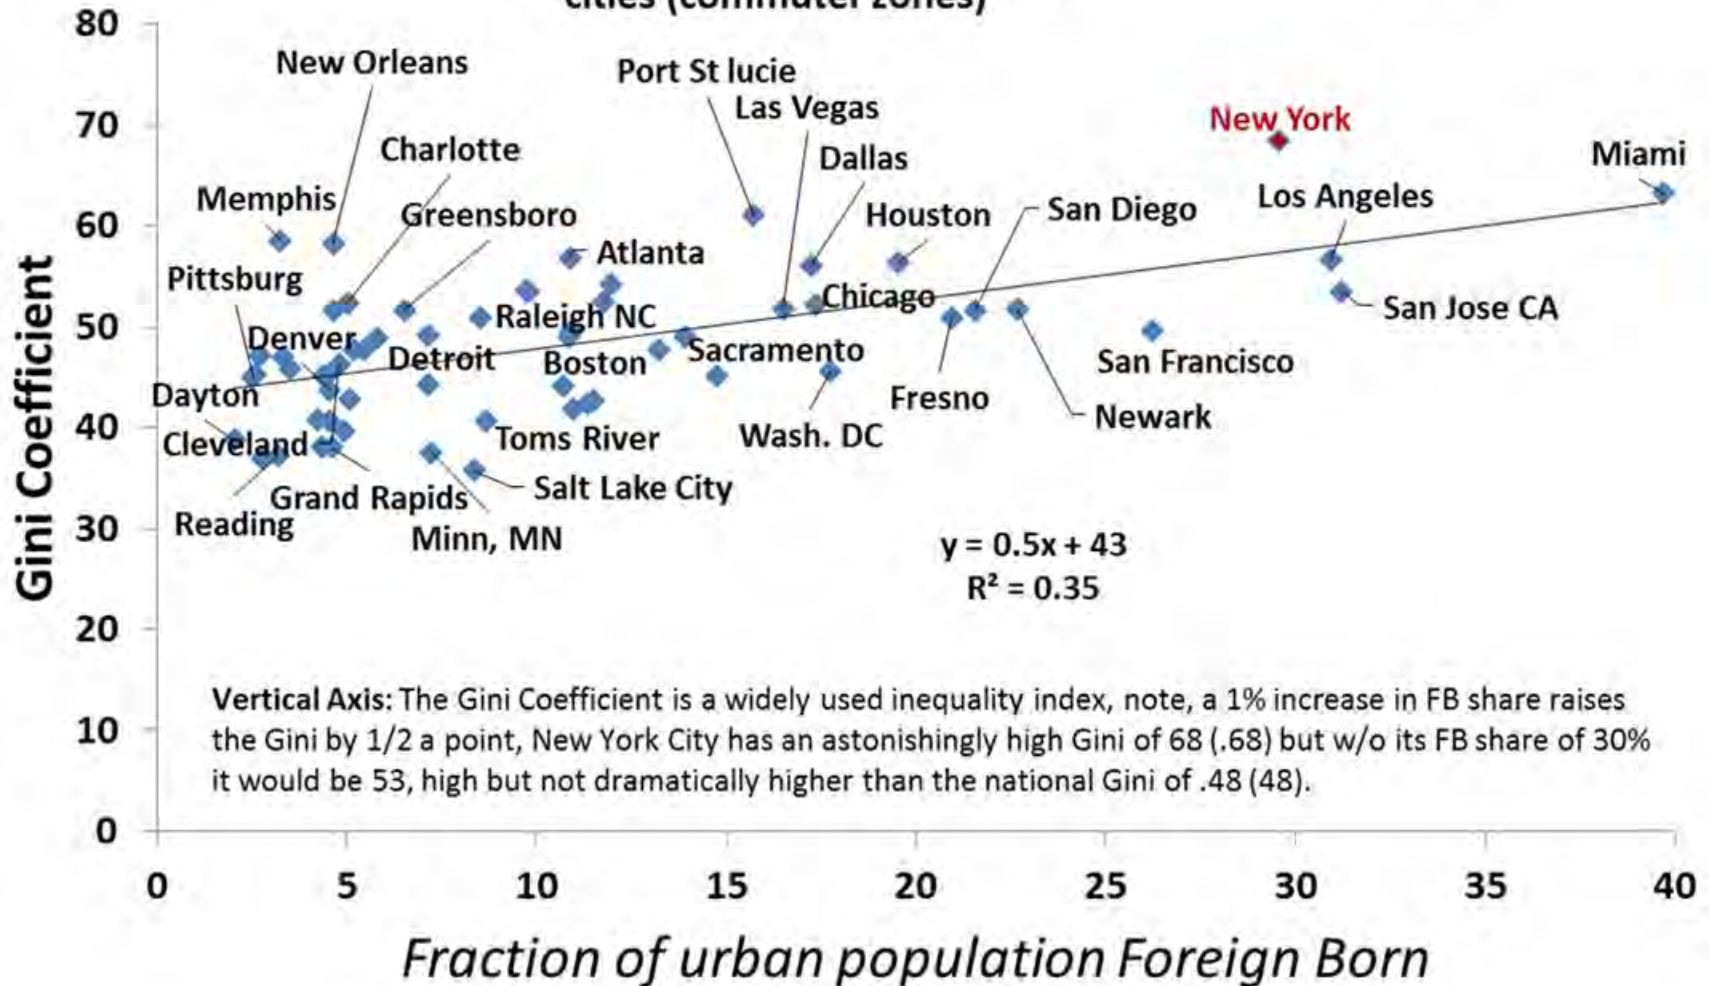 cities (commuter zones)
80
70
60
50
40
30
20
10
0
Gini Coefficient
New Orleans
Port St lucie
Las Vegas
New York
Charlotte
Dallas
Miami
Memphis
Greensboro
Houston
San Diego
Los Angeles
Atlanta
Pittsburg
Chicago
San Jose CA
Raleigh NC
Denver
Detroit
Boston
Sacramento
San Francisco
Dayton
Fresno
Newark
Cleveland
Toms River
Wash. DC
Grand Rapids
Salt Lake City
Reading
Minn, MN
y = 0.5x + 43
R² = 0.35
Vertical Axis: The Gini Coefficient is a widely used inequality index, note, a 1% increase in FB share raises
the Gini by 1/2 a point, New York City has an astonishingly high Gini of 68 (.68) but w/o its FB share of 30%
it would be 53, high but not dramatically higher than the national Gini of .48 (48).
0 5 10 15 20 25 30 35 40
Fraction of urban population Foreign Born